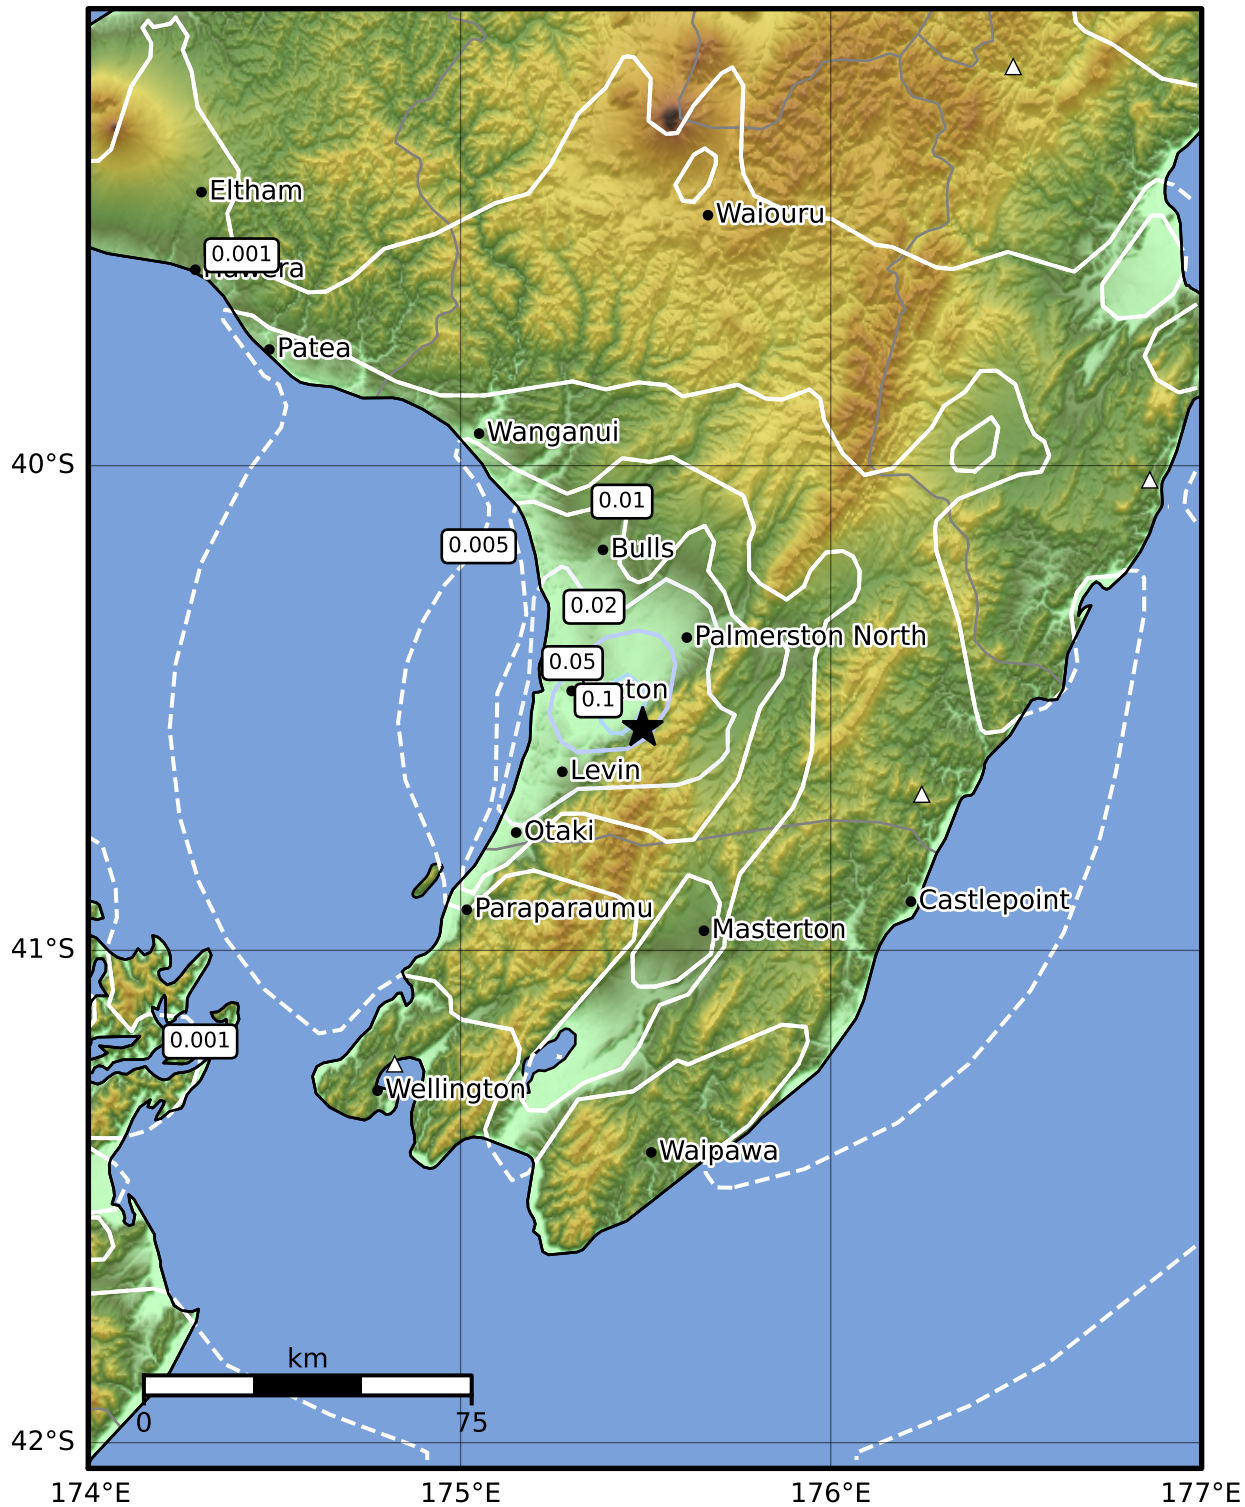 Eltham
Waiouru
0.001
Patea
Wanganui
40°S
0.01
0.005
Bulls
0.02
Palmerston North
0.05
0.1
Levin
Otaki
Castlepoint
Paraparaumu
Masterton
41°S
0.001
Wellington
Waipawa
km
0
75
42°S
174°E
175°E
176°E
177°E